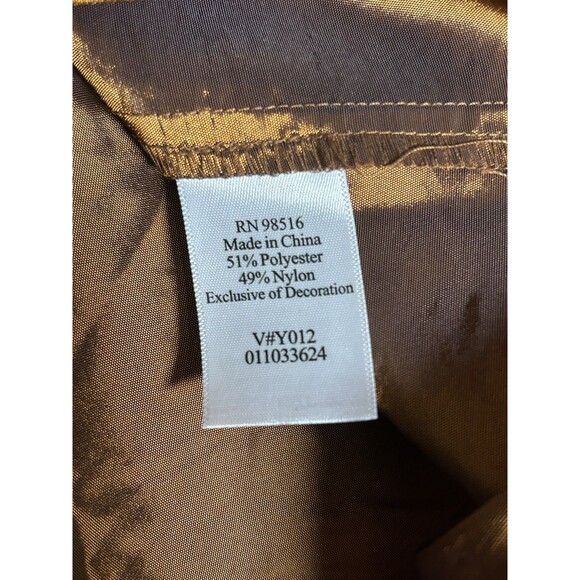 RN 98516
Made in China
51% Polyester
49% Nylon
Exclusive of Decoration
V#Y012
011033624